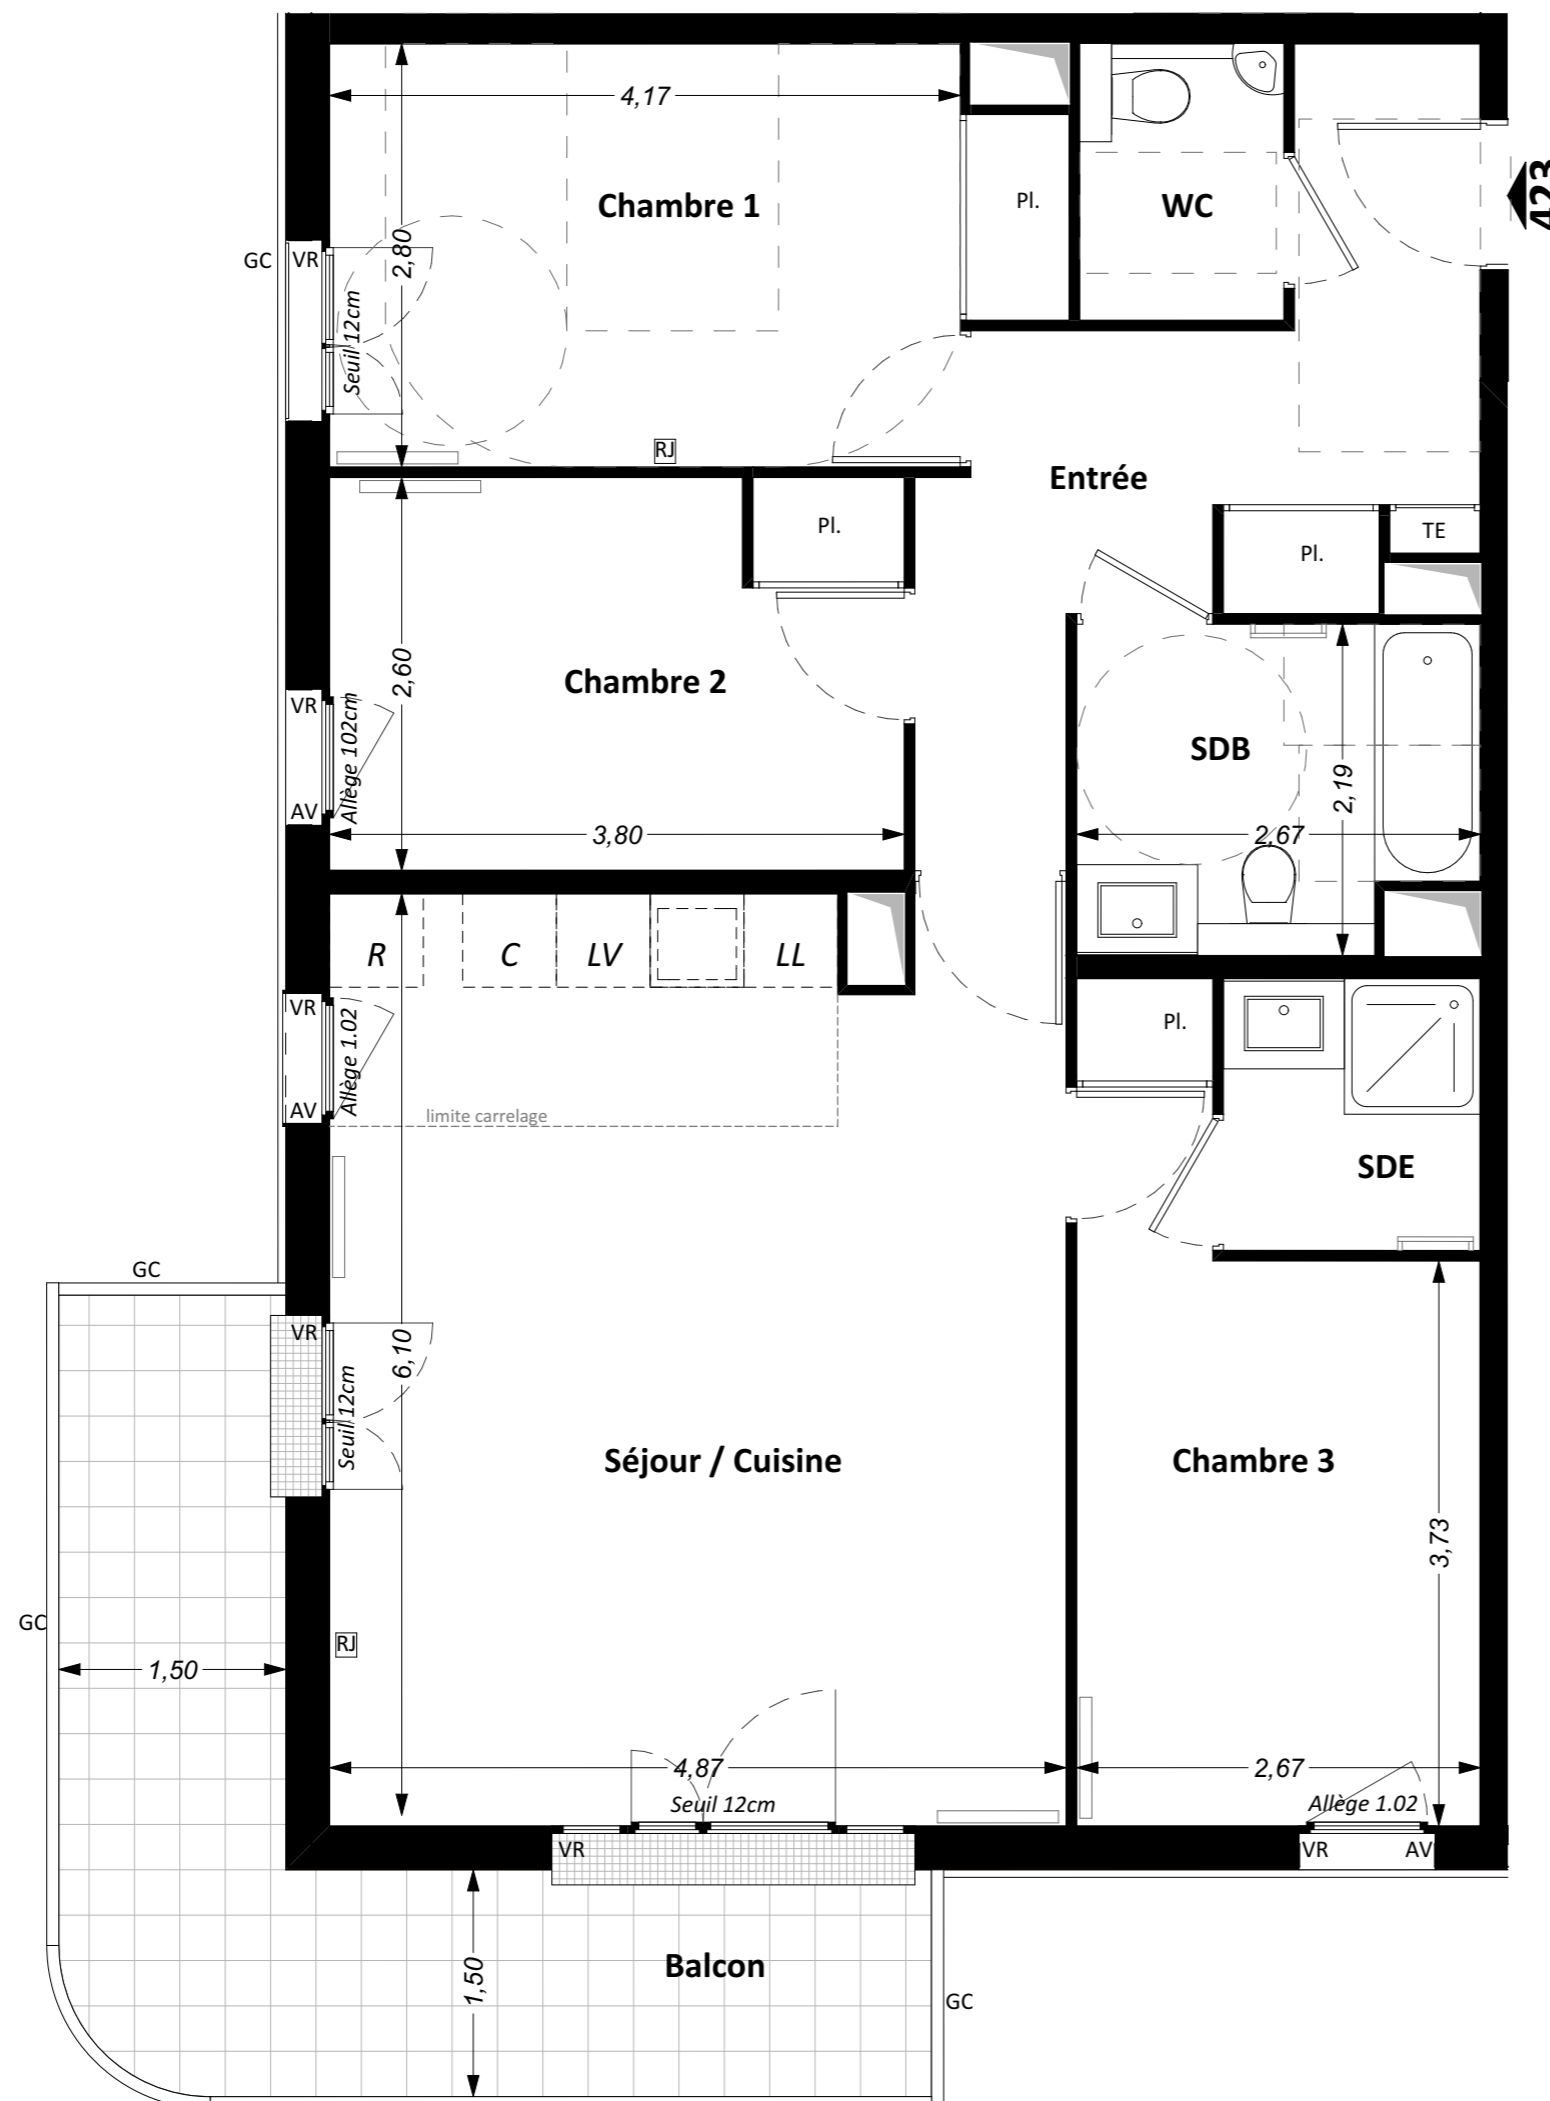 4,17
Chambre 1
Pl.
WC
423
GC
VR
2,80
Seuil 12cm
RJ
Entrée
Pl.
Pl.
TE
2,60
Chambre 2
VR
Allège 102cm
AV
SDB
2,19
3,80
2,67
R
C
LV
LL
VR
Allège 1.02
AV
Pl.
limite carrelage
SDE
GC
VR
6,10
Seuil 12cm
Séjour / Cuisine
Chambre 3
3,73
GC
RJ
1,50
4,87
2,67
Seuil 12cm
Allège 1.02
VR
VR
AV
Balcon
1,50
GC